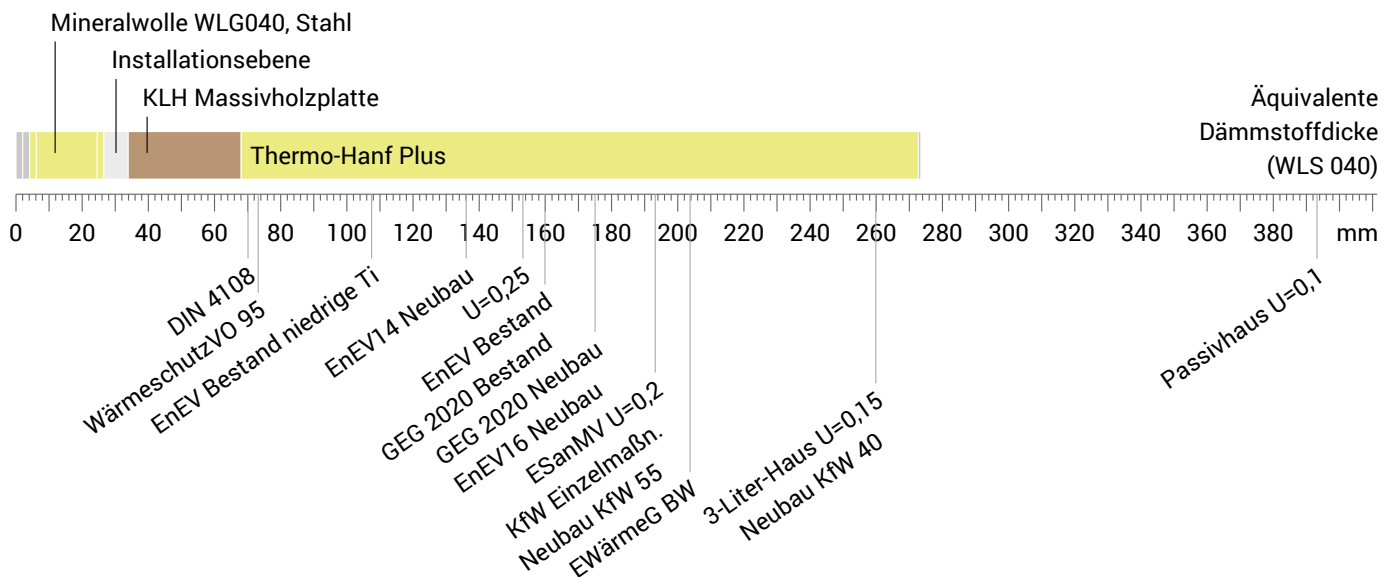 Mineralwolle WLG040, Stahl
Installationsebene
KLH Massivholzplatte
Äquivalente
Dämmstoffdicke
(WLS 040)
Thermo-Hanf Plus
0 20 40 60 80 100 120 140 160 180 200 220 240 260 280 300 320 340 360 380 mm
DIN 4108
WärmeschutzVO 95
EnEV Bestand niedrige Ti
EnEV14 Neubau
U=0,25
EnEV Bestand
GEG 2020 Bestand
GEG 2020 Neubau
EnEV16 Neubau
ESanMV U=0,2
KfW Einzelmaßn.
Neubau KfW 55
EWärmeG BW
3-Liter-Haus U=0,15
Neubau KfW 40
Passivhaus U=0,1